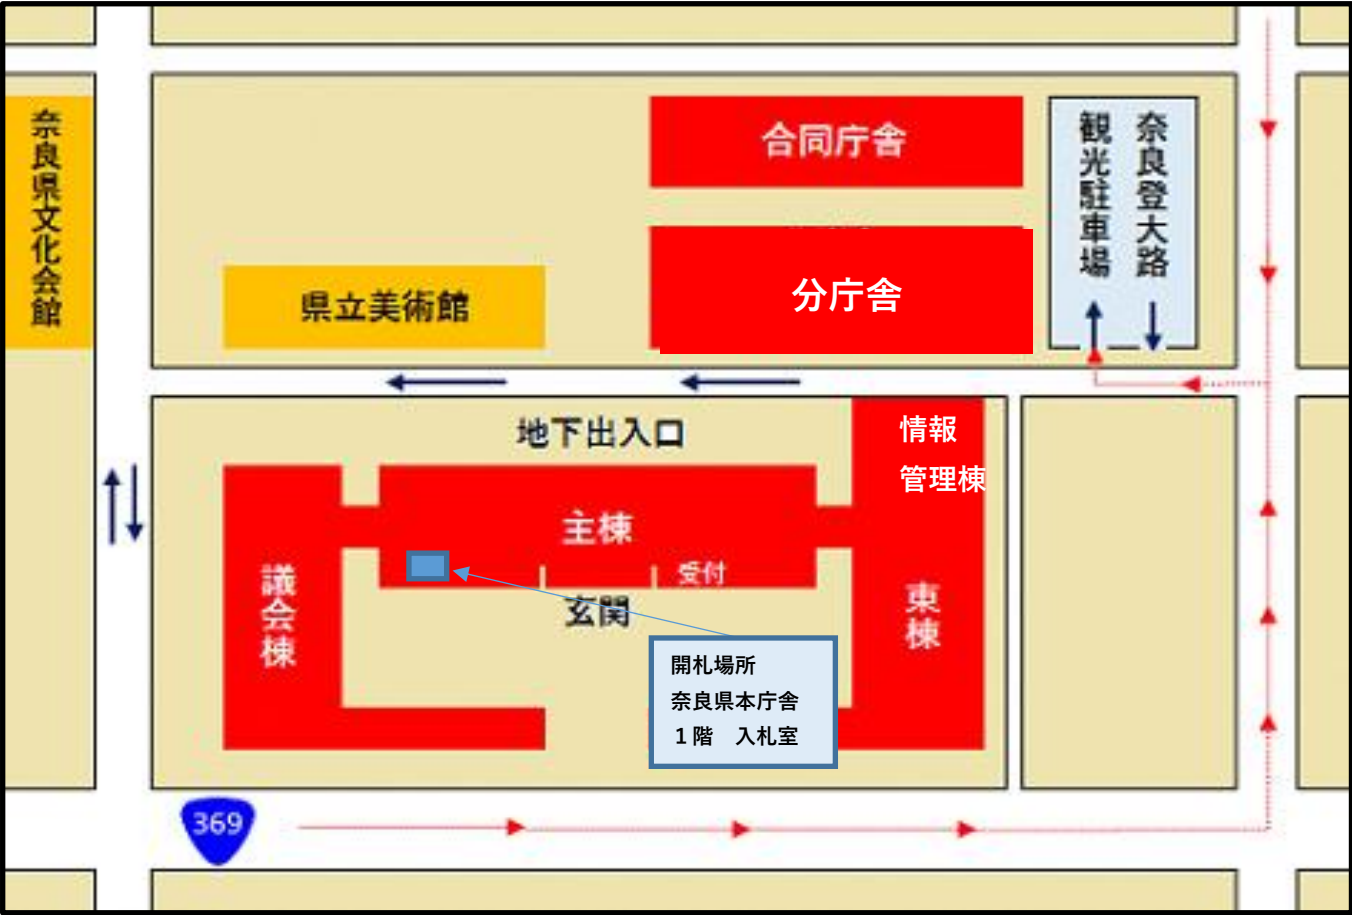 奈良県文化会館
合同庁舎
奈良登大路
観光駐車場
分庁舎
県立美術館
地下出入口
情報
管理棟
主棟
受付
議会棟
玄関
東棟
開札場所
奈良県本庁舎
1階　入札室
369